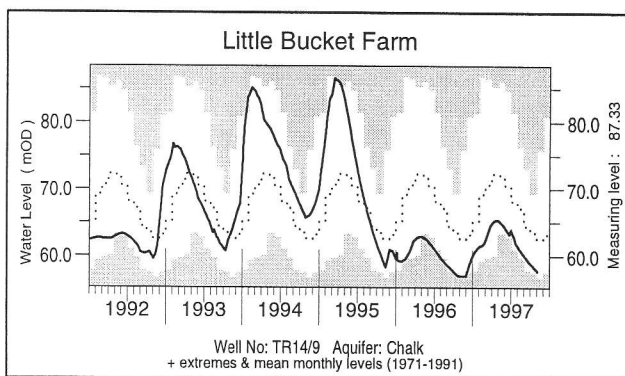 Little Bucket Farm
Water Level ( mOD )
80.0
70.0
60.0
80.0
70.0
60.0
Measuring level : 87.33
1992 1993 1994 1995 1996 1997
Well No: TR14/9 Aquifer: Chalk
+ extremes & mean monthly levels (1971-1991)